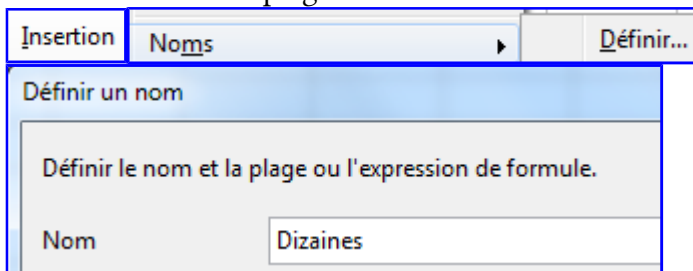 Insertion Noms Définir...
Définir un nom
Définir le nom et la plage ou l'expression de formule.
Nom Dizaines